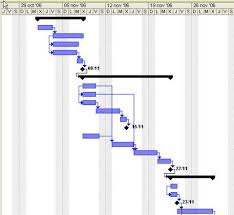 29 oct '06 05 nov '06 12 nov '06 19 nov '06 26 nov '06
J V S D L M X J V S D L M X J V S D L M X J V S D L M X J V S D L M X J V S
08/11
15/11
22/11
23/11